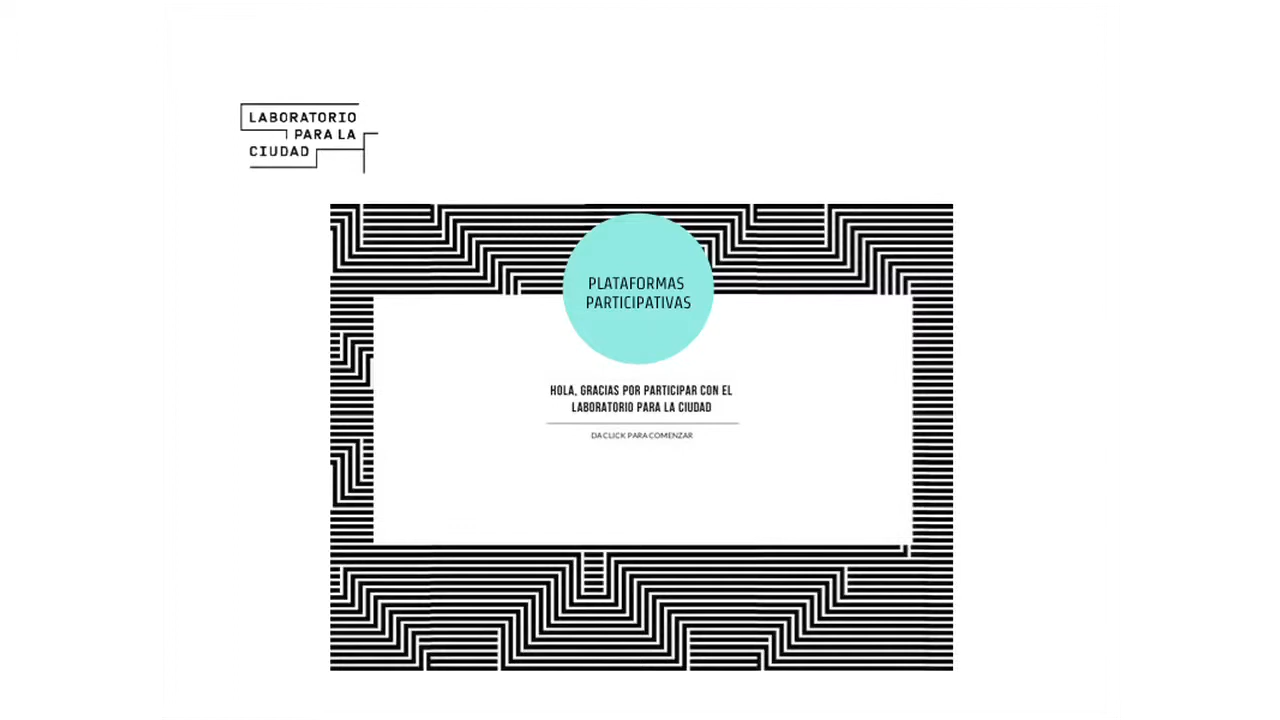 LABORATORIO
PARA LA
CIUDAD
PLATAFORMAS
PARTICIPATIVAS
HOLA, GRACIAS POR PARTICIPAR CON EL
LABORATORIO PARA LA CIUDAD
DA CLICK PARA COMENZAR